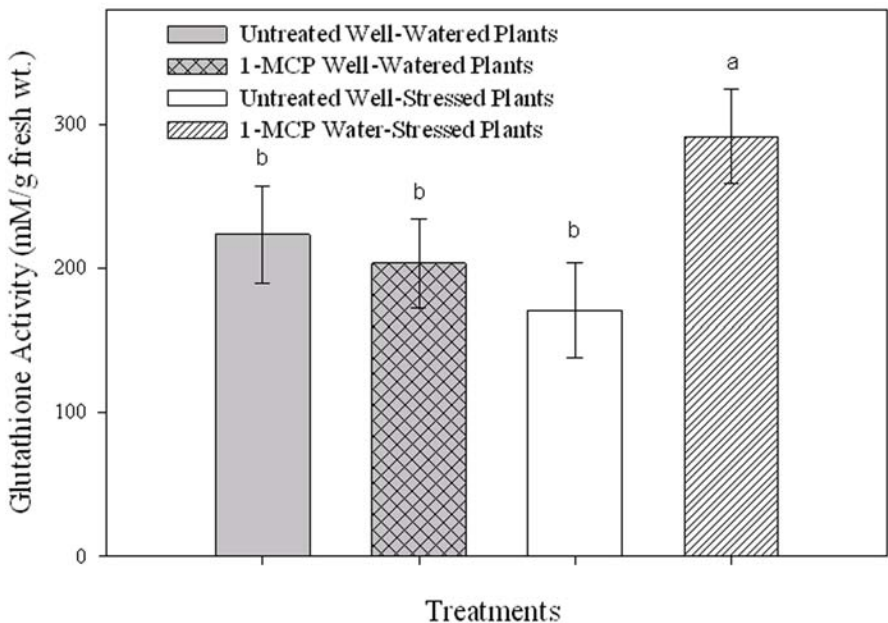 Untreated Well-Watered Plants
1-MCP Well-Watered Plants
Untreated Well-Stressed Plants
1-MCP Water-Stressed Plants
a
b
b
b
300
200
100
0
Glutathione Activity (mM/g fresh wt.)
Treatments